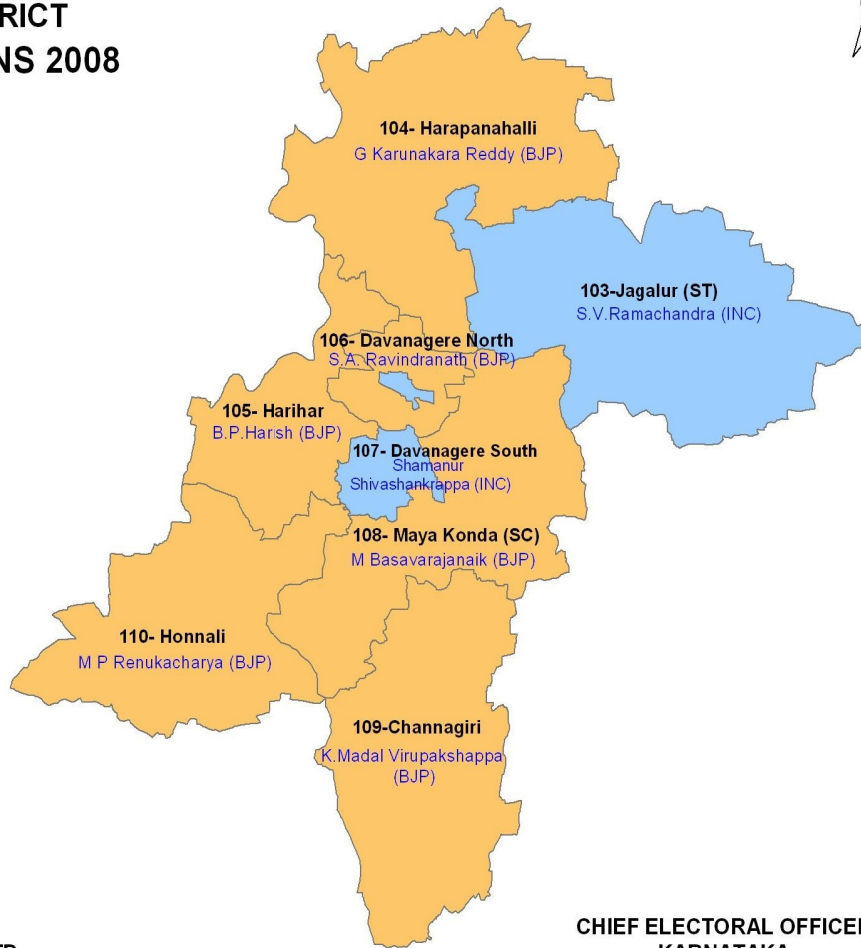 RICT
NS 2008
104- Harapanahalli
G Karunakara Reddy (BJP)
103-Jagalur (ST)
S.V.Ramachandra (INC)
106- Davanagere North
S.A. Ravindranath (BJP)
105- Harihar
B.P.Harish (BJP)
107- Davanagere South
Shamanur
Shivashankrappa (INC)
108- Maya Konda (SC)
M Basavarajanaik (BJP)
110- Honnali
M P Renukacharya (BJP)
109-Channagiri
K.Madal Virupakshappa
(BJP)
CHIEF ELECTORAL OFFICER
KARNATAKA